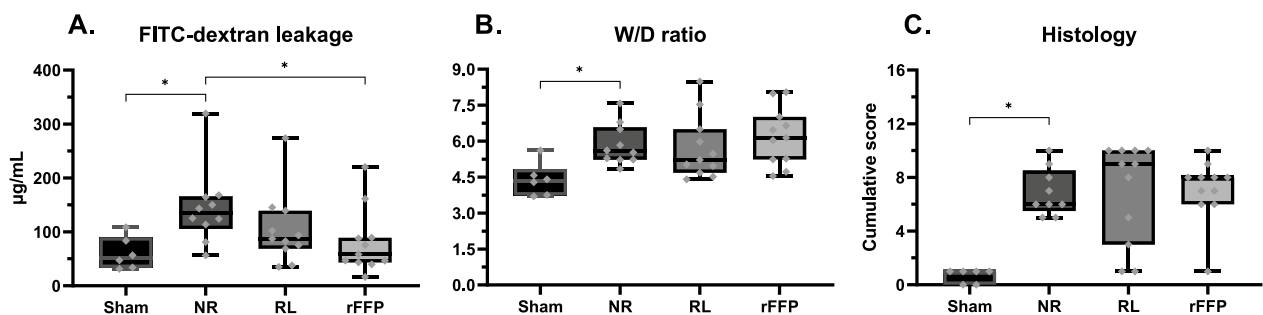 A. FITC-dextran leakage
*
*
µg/mL
400
300
200
100
0
Sham NR RL rFFP
B. W/D ratio
*
9.0
7.5
6.0
4.5
3.0
1.5
0.0
Sham NR RL rFFP
C. Histology
*
Cumulative score
16
12
8
4
0
Sham NR RL rFFP